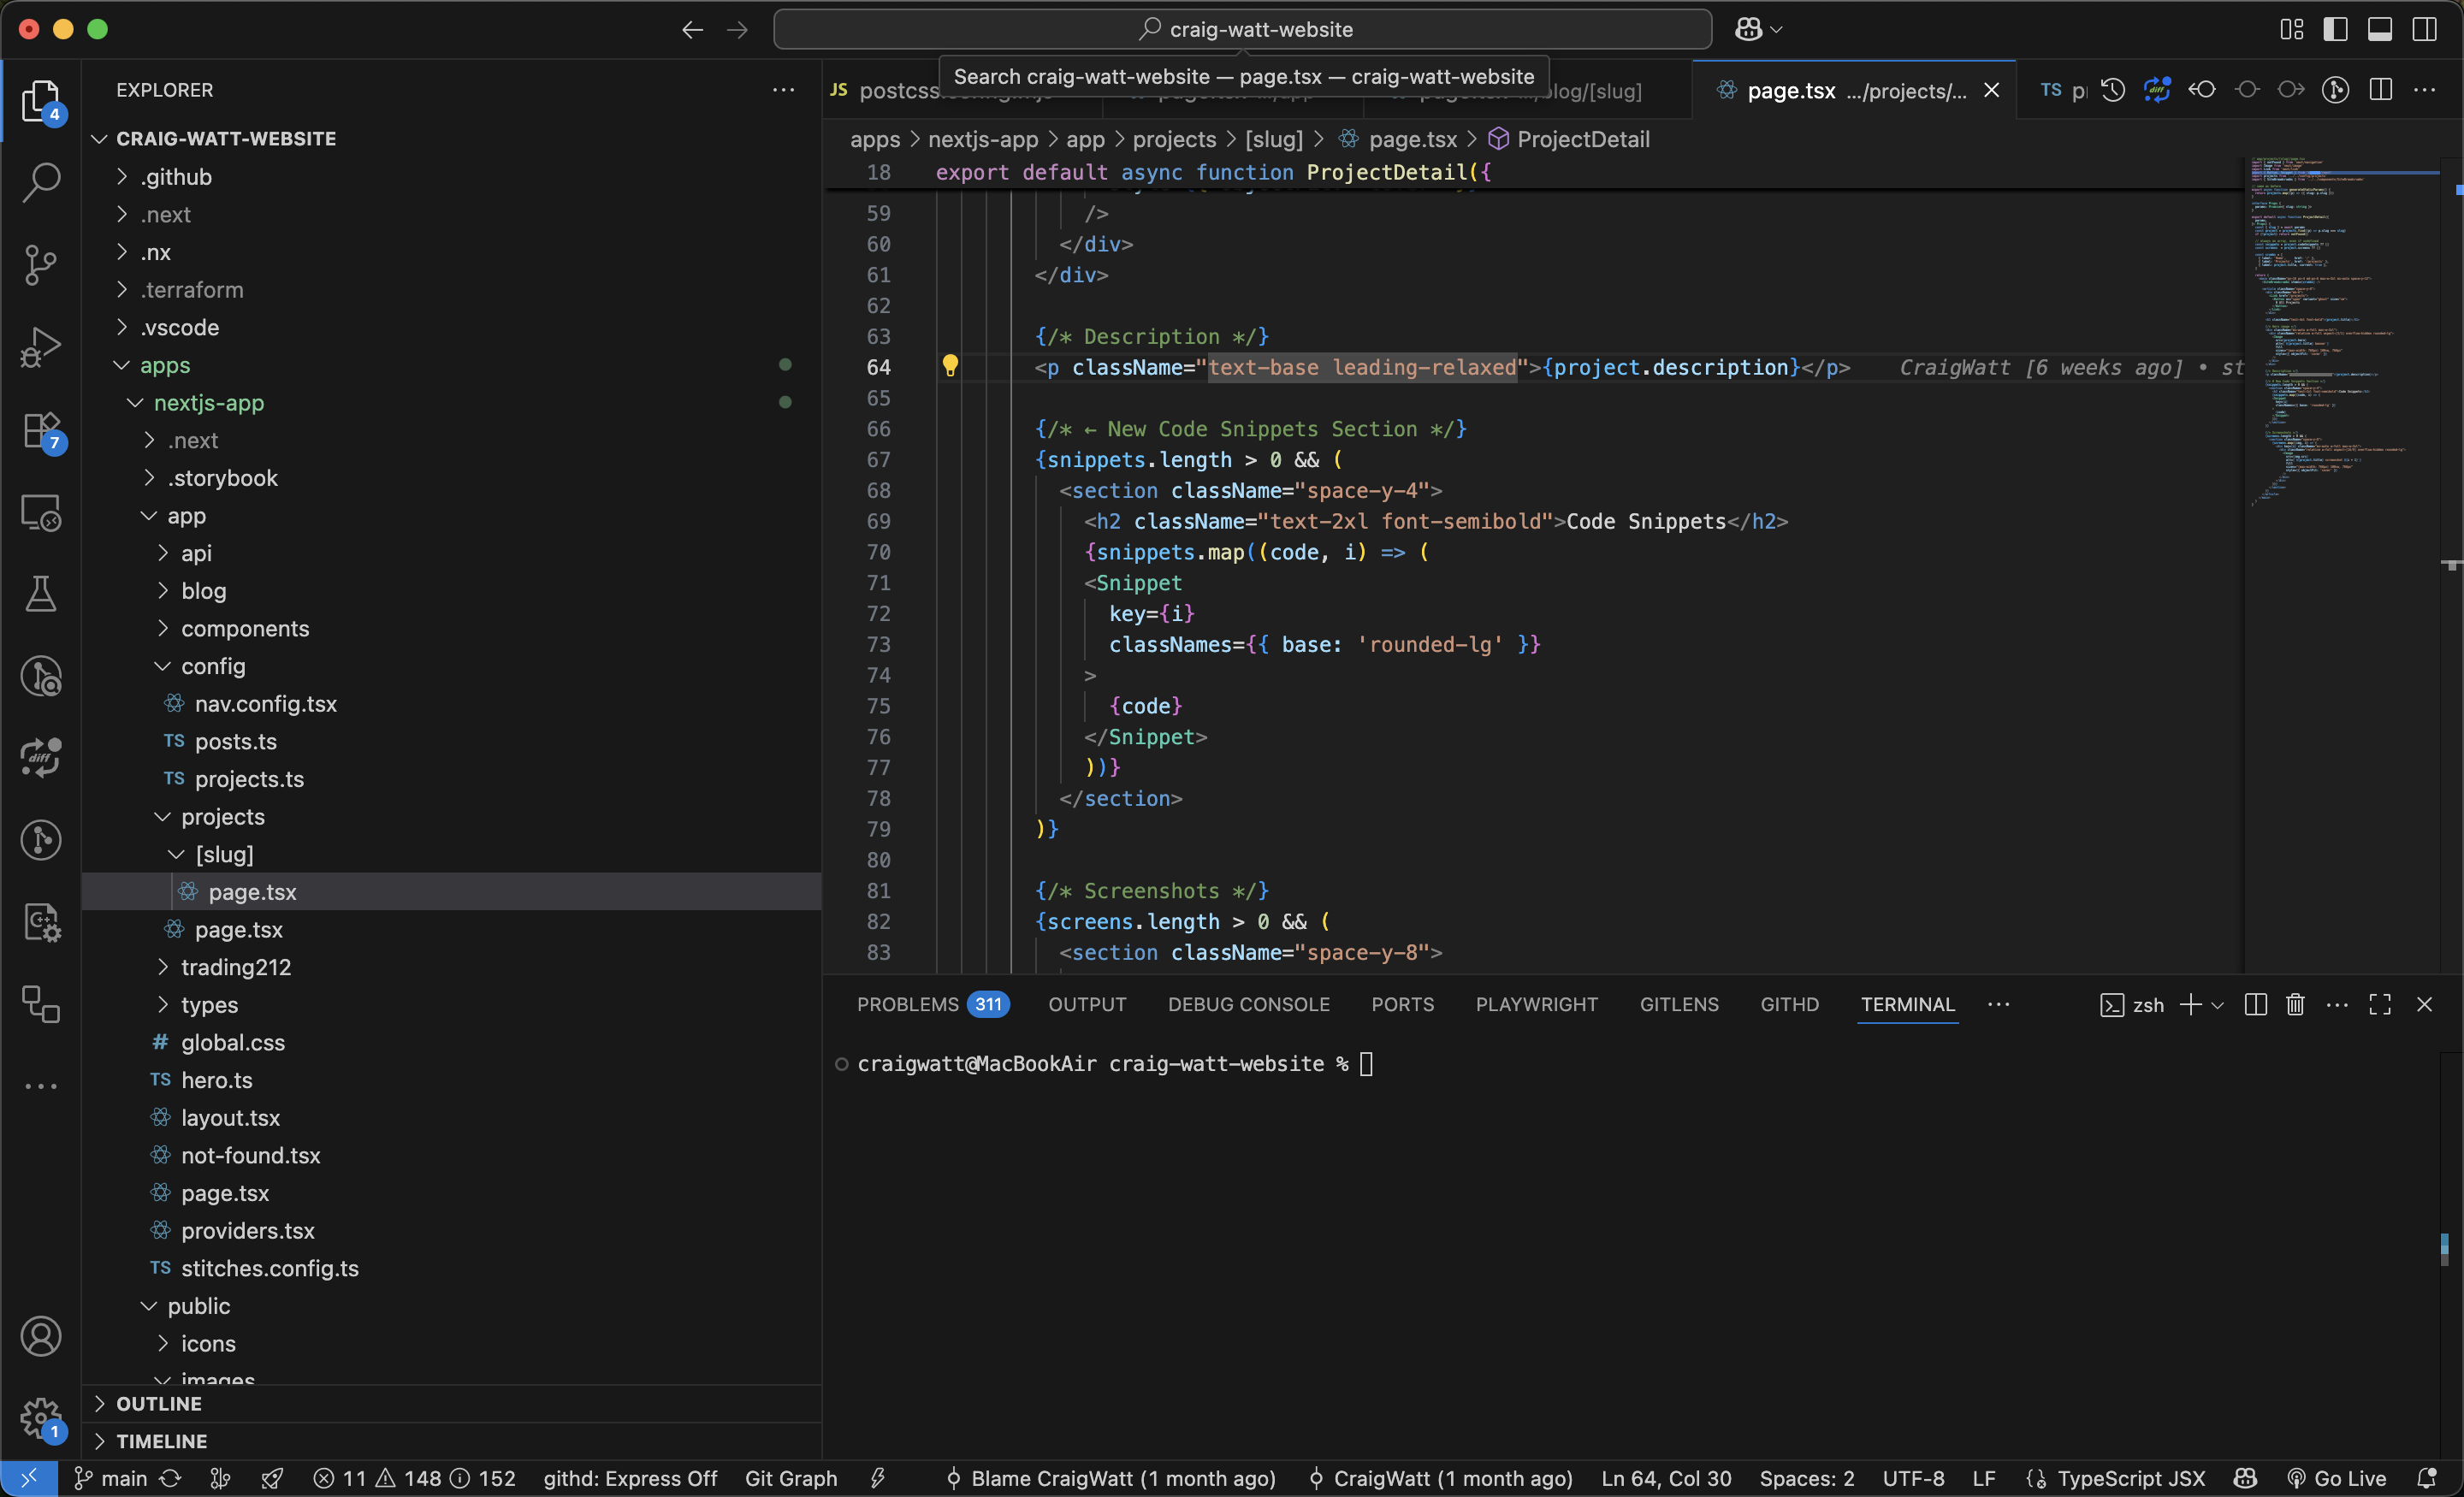 craig-watt-website
Search craig-watt-website — page.tsx — craig-watt-website
EXPLORER
4
CRAIG-WATT-WEBSITE
.github
.next
.nx
.terraform
.vscode
apps
nextjs-app
7
.next
.storybook
app
api
blog
components
config
nav.config.tsx
TS posts.ts
TS projects.ts
diff
projects
[slug]
page.tsx
page.tsx
trading212
types
# global.css
TS hero.ts
layout.tsx
not-found.tsx
page.tsx
providers.tsx
TS stitches.config.ts
public
icons
images
OUTLINE
TIMELINE
1
JS /[slug] page.tsx .../projects/... TS diff
apps > nextjs-app > app > projects > [slug] > page.tsx > ProjectDetail
18 export default async function ProjectDetail({
59 />
60 </div>
61 </div>
62
63 {/* Description */}
64 <p className="text-base leading-relaxed">{project.description}</p> CraigWatt [6 weeks ago] • st
65
66 {/* ← New Code Snippets Section */}
67 {snippets.length > 0 && (
68 <section className="space-y-4">
69 <h2 className="text-2xl font-semibold">Code Snippets</h2>
70 {snippets.map((code, i) => (
71 <Snippet
72 key={i}
73 classNames={{ base: 'rounded-lg' }}
74 >
75 {code}
76 </Snippet>
77 ))}
78 </section>
79 )}
80
81 {/* Screenshots */}
82 {screens.length > 0 && (
83 <section className="space-y-8">
PROBLEMS 311 OUTPUT DEBUG CONSOLE PORTS PLAYWRIGHT GITLENS GITHD TERMINAL zsh
craigwatt@MacBookAir craig-watt-website %
main 11 148 152 githd: Express Off Git Graph Blame CraigWatt (1 month ago) CraigWatt (1 month ago) Ln 64, Col 30 Spaces: 2 UTF-8 LF TypeScript JSX Go Live